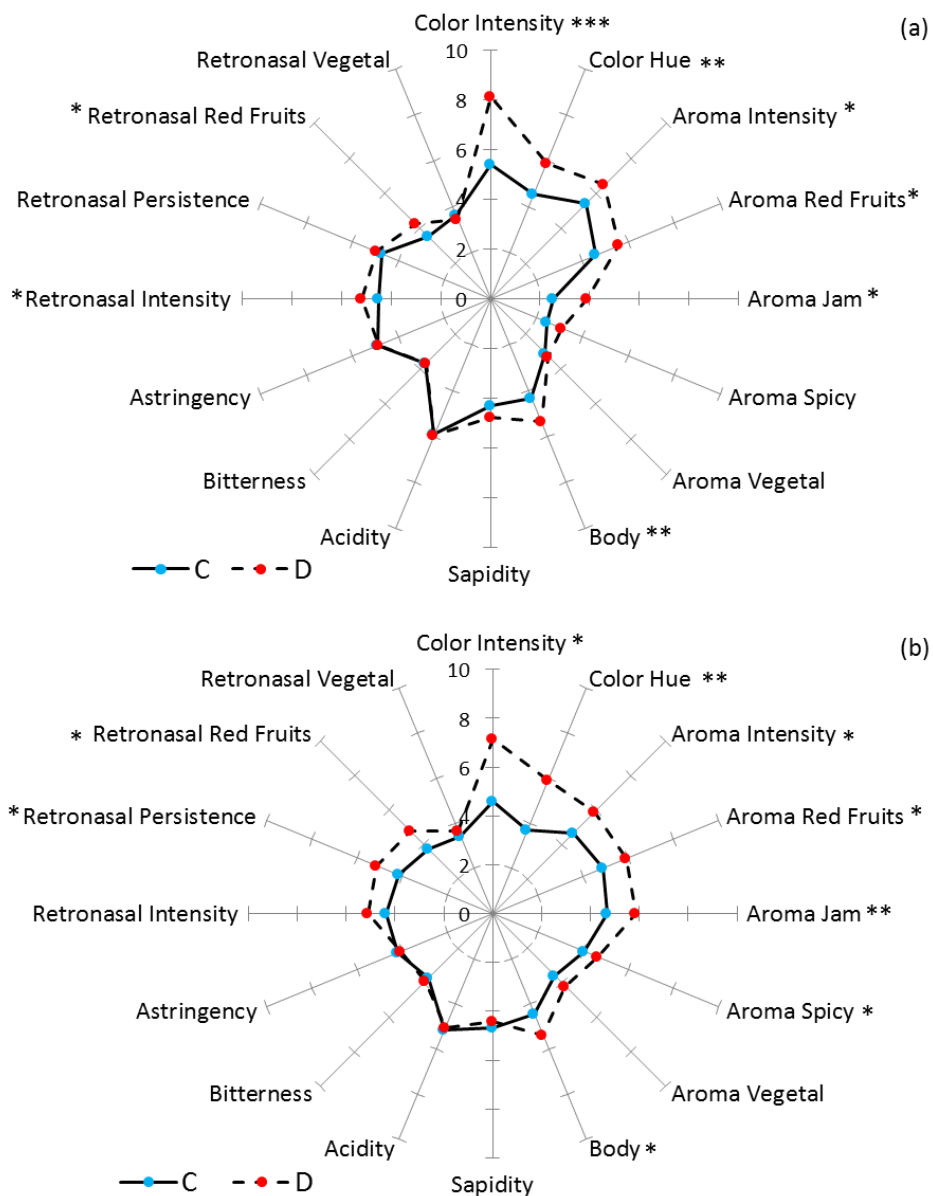 Color Intensity ***
(a)
10
Retronasal Vegetal
Color Hue **
8
* Retronasal Red Fruits
Aroma Intensity *
6
Retronasal Persistence
4
Aroma Red Fruits*
2
*Retronasal Intensity
0
Aroma Jam *
Astringency
Aroma Spicy
Bitterness
Aroma Vegetal
Acidity
Body **
C
D
Sapidity
Color Intensity *
(b)
10
Retronasal Vegetal
Color Hue **
8
* Retronasal Red Fruits
Aroma Intensity *
6
*Retronasal Persistence
4
Aroma Red Fruits *
2
Retronasal Intensity
0
Aroma Jam **
Astringency
Aroma Spicy *
Bitterness
Aroma Vegetal
Acidity
Body *
C
D
Sapidity